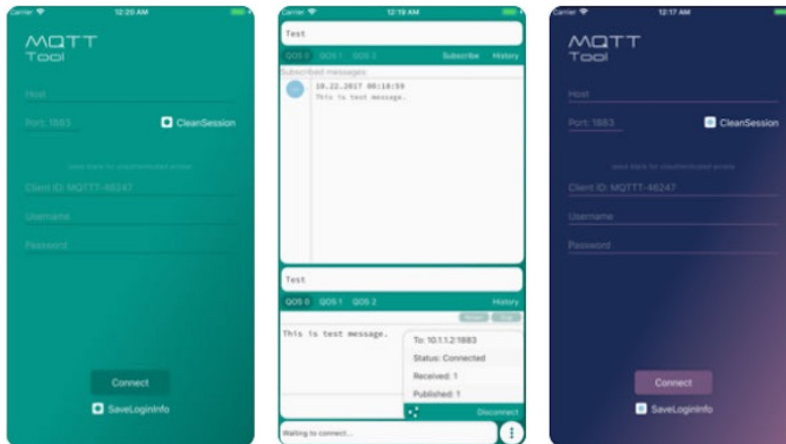 Carrier 12:20 AM
MQTT
Tool
Host
Port: 1883 CleanSession
Client ID: MQTTT-46247
Username
Password
Connect
SaveLoginInfo
Carrier 12:19 AM
Test
QOS 0 QOS 1 QOS 2 Subscribe History
Subscribed messages:
10.22.2017 00:18:59
This is test message.
Test
QOS 0 QOS 1 QOS 2 History
This is test message.
To: 10.1.1.2:1883
Status: Connected
Received: 1
Published: 1
Disconnect
Waiting to connect...
Carrier 12:17 AM
MQTT
Tool
Host
Port: 1883 CleanSession
Client ID: MQTTT-46247
Username
Password
Connect
SaveLoginInfo